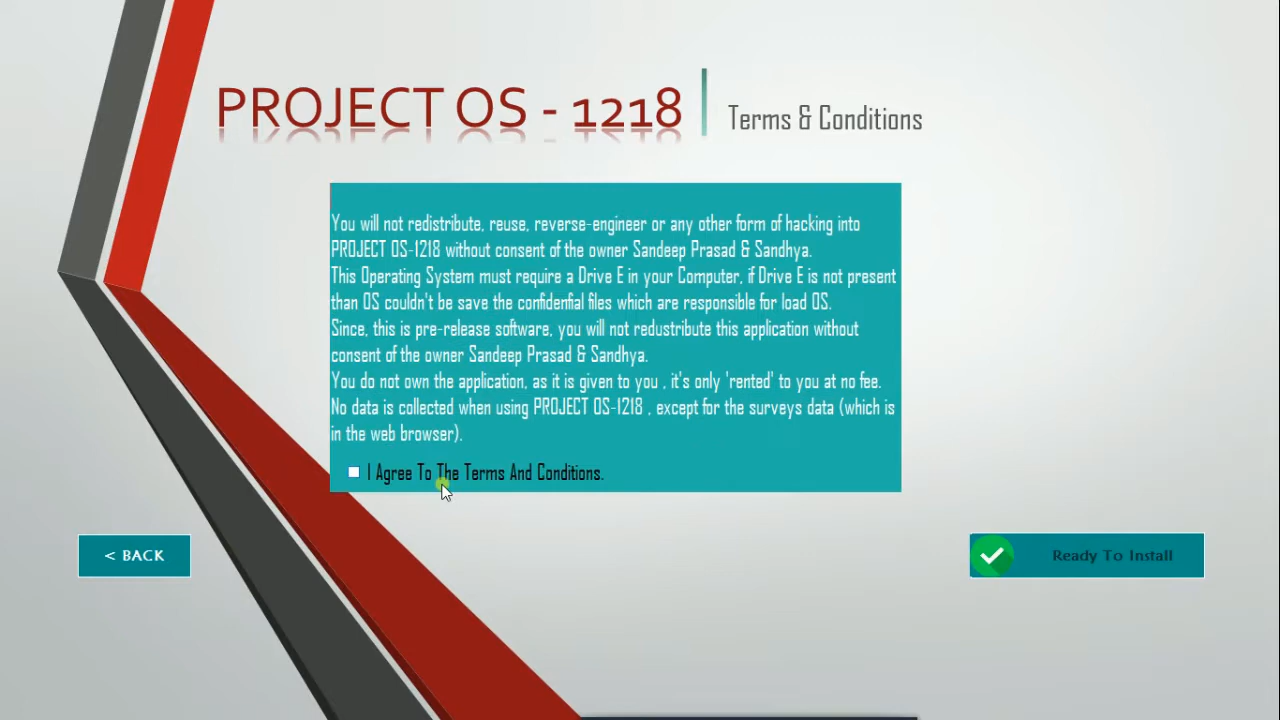 PROJECT OS - 1218
Terms & Conditions
You will not redistribute, reuse, reverse-engineer or any other form of hacking into
PROJECT OS-1218 without consent of the owner Sandeep Prasad & Sandhya.
This Operating System must require a Drive E in your Computer, if Drive E is not present
than OS couldn't be save the confidenfial files which are responsible for load OS.
Since, this is pre-release software, you will not redustribute this application without
consent of the owner Sandeep Prasad & Sandhya.
You do not own the application, as it is given to you , it's only 'rented' to you at no fee.
No data is collected when using PROJECT OS-1218 , except for the surveys data (which is
in the web browser).
I Agree To The Terms And Conditions.
< BACK
Ready To Install